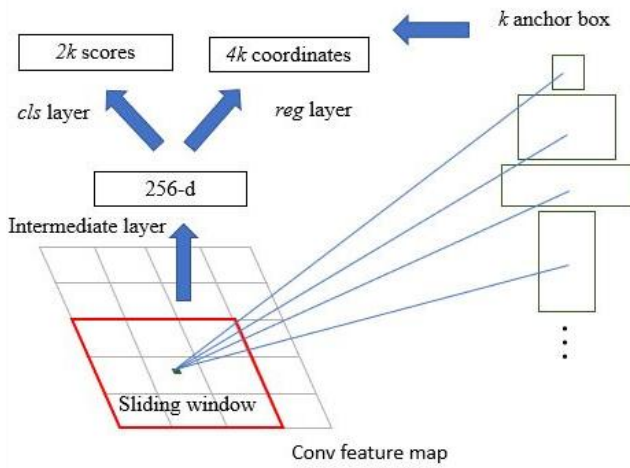 k anchor box
2k scores
4k coordinates
cls layer
reg layer
256-d
Intermediate layer
Sliding window
Conv feature map